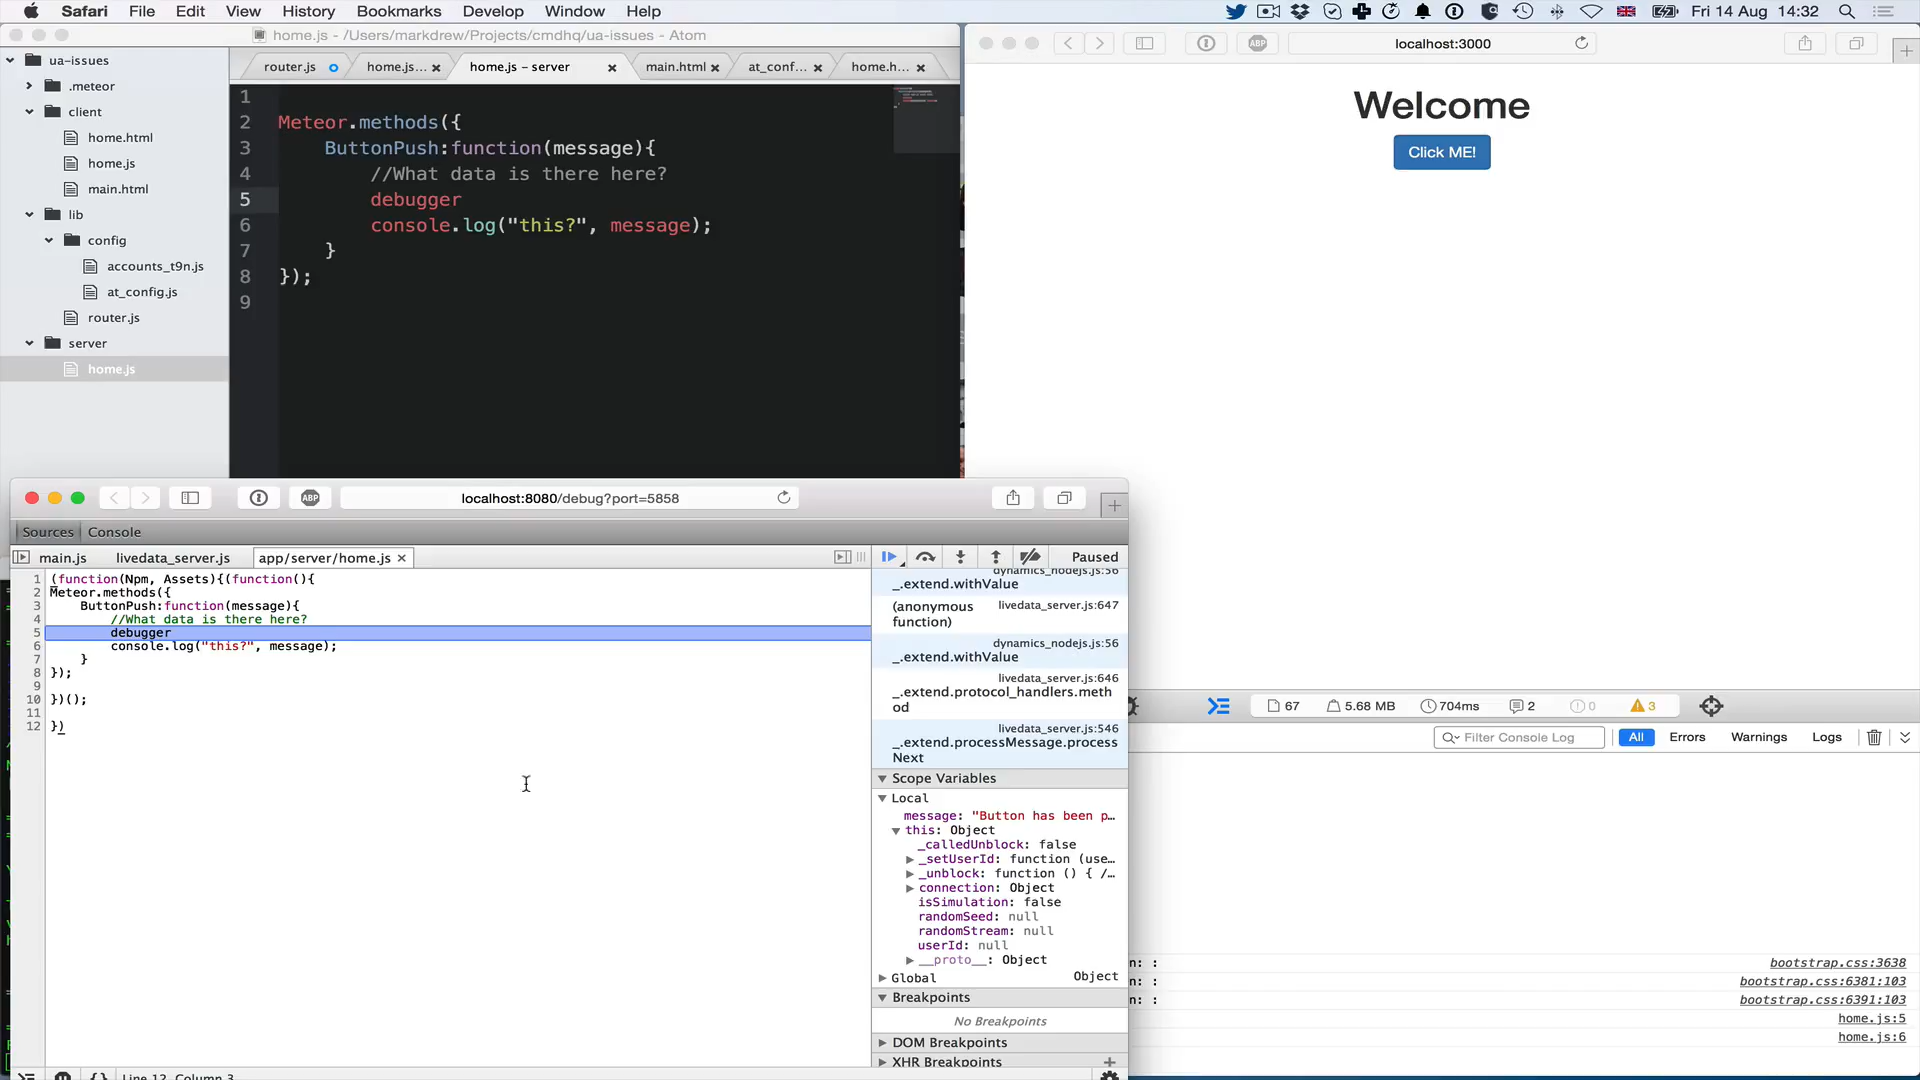 Safari File Edit View History Bookmarks Develop Window Help
Fri 14 Aug 14:32
home.js - /Users/markdrew/Projects/cmdhq/ua-issues - Atom
ua-issues
.meteor
client
home.html
home.js
main.html
lib
config
accounts_t9n.js
at_config.js
router.js
server
home.js
router.js
home.js...
home.js – server
main.html
at_conf...
home.h...
1
2 Meteor.methods({
3 ButtonPush:function(message){
4 //What data is there here?
5 debugger
6 console.log("this?", message);
7 }
8 });
9
localhost:3000
Welcome
Click ME!
localhost:8080/debug?port=5858
Sources Console
main.js livedata_server.js app/server/home.js
1 (function(Npm, Assets){(function(){
2 Meteor.methods({
3 ButtonPush:function(message){
4 //What data is there here?
5 debugger
6 console.log("this?", message);
7 }
8 });
9
10 })();
11
12 })
Line 12, Column 3
Paused
dynamics_nodejs.js:56
_.extend.withValue
(anonymous livedata_server.js:647
function)
dynamics_nodejs.js:56
_.extend.withValue
livedata_server.js:646
_.extend.protocol_handlers.meth
od
livedata_server.js:546
_.extend.processMessage.process
Next
Scope Variables
Local
message: "Button has been p...
this: Object
_calledUnblock: false
_setUserId: function (use...
_unblock: function () { /...
connection: Object
isSimulation: false
randomSeed: null
randomStream: null
userId: null
__proto__: Object
Global Object
Breakpoints
No Breakpoints
DOM Breakpoints
XHR Breakpoints
67 5.68 MB 704ms 2 0 3
Filter Console Log All Errors Warnings Logs
n: : bootstrap.css:3638
n: : bootstrap.css:6381:103
n: : bootstrap.css:6391:103
home.js:5
home.js:6